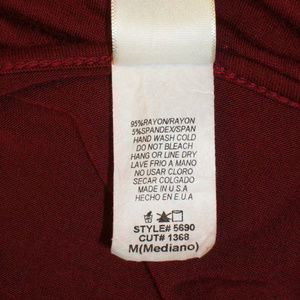 95%RAYON/RAYON
5%SPANDEX/SPAN
HAND WASH COLD
DO NOT BLEACH
HANG OR LINE DRY
LAVE FRIO A MANO
NO USAR CLORO
SECAR COLGADO
MADE IN U.S.A
HECHO EN E.U.A
STYLE# 5690
CUT# 1368
M(Mediano)